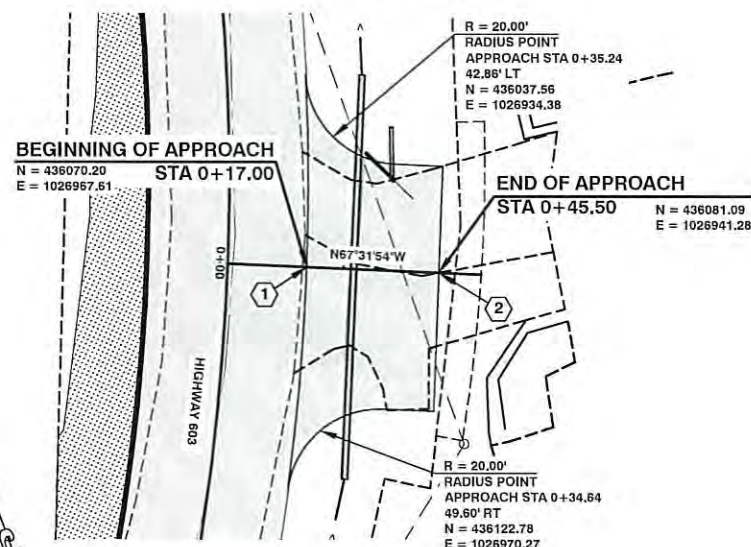 R = 20.00'
RADIUS POINT
APPROACH STA 0+35.24
42.86' LT
N = 436037.56
E = 1026934.38
BEGINNING OF APPROACH
STA 0+17.00
N = 436070.20
E = 1026967.61
END OF APPROACH
STA 0+45.50
N = 436081.09
E = 1026941.28
0+00
N67°31'54"W
1
2
HIGHWAY 603
R = 20.00'
RADIUS POINT
APPROACH STA 0+34.64
49.60' RT
N = 436122.78
E = 1026970.27